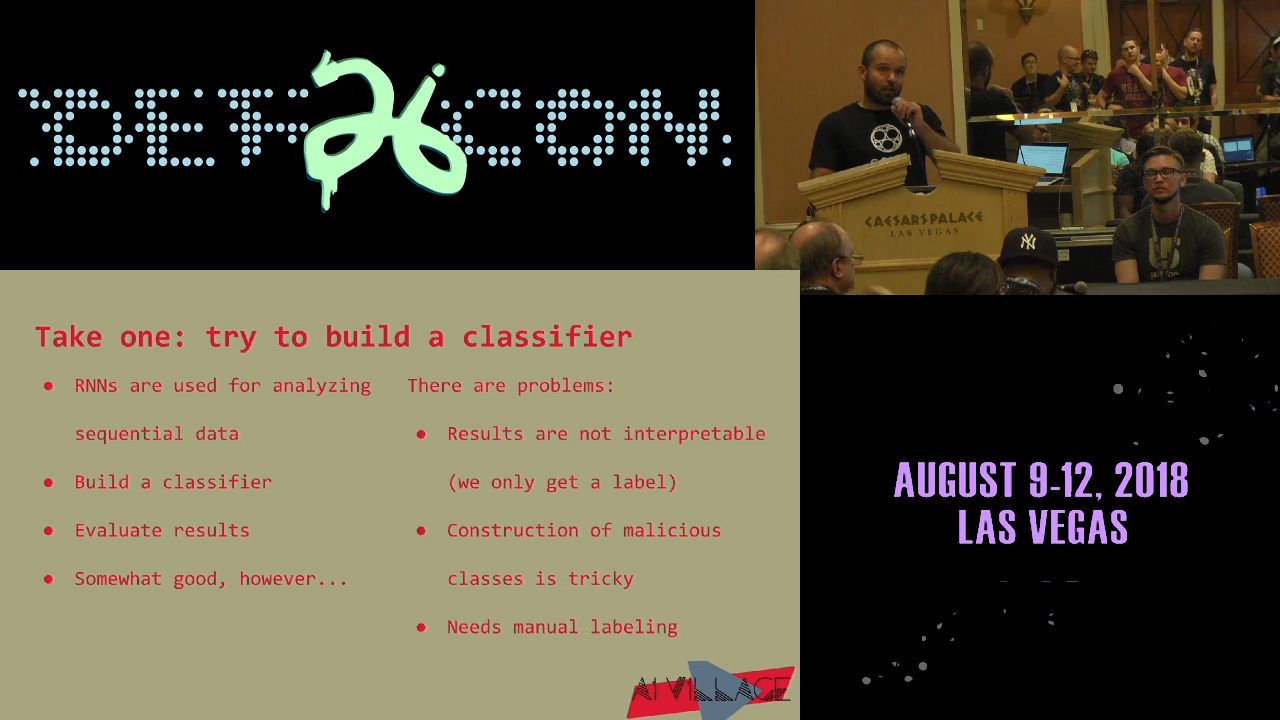 DEF CON
26
CAESARS PALACE
LAS VEGAS
NY
Take one: try to build a classifier
● RNNs are used for analyzing
sequential data
● Build a classifier
● Evaluate results
● Somewhat good, however...
There are problems:
● Results are not interpretable
(we only get a label)
● Construction of malicious
classes is tricky
● Needs manual labeling
AI VILLAGE
AUGUST 9-12, 2018
LAS VEGAS